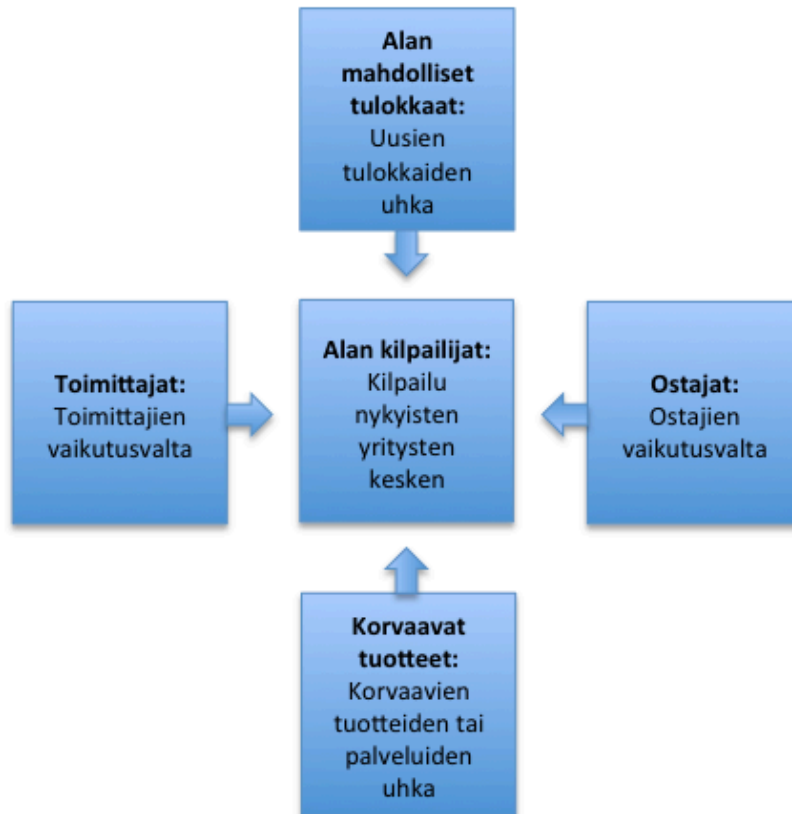 Alan
mahdolliset
tulokkaat:
Uusien
tulokkaiden
uhka
Toimittajat:
Toimittajien
vaikutusvalta
Alan kilpailijat:
Kilpailu
nykyisten
yritysten
kesken
Ostajat:
Ostajien
vaikutusvalta
Korvaavat
tuotteet:
Korvaavien
tuotteiden tai
palveluiden
uhka